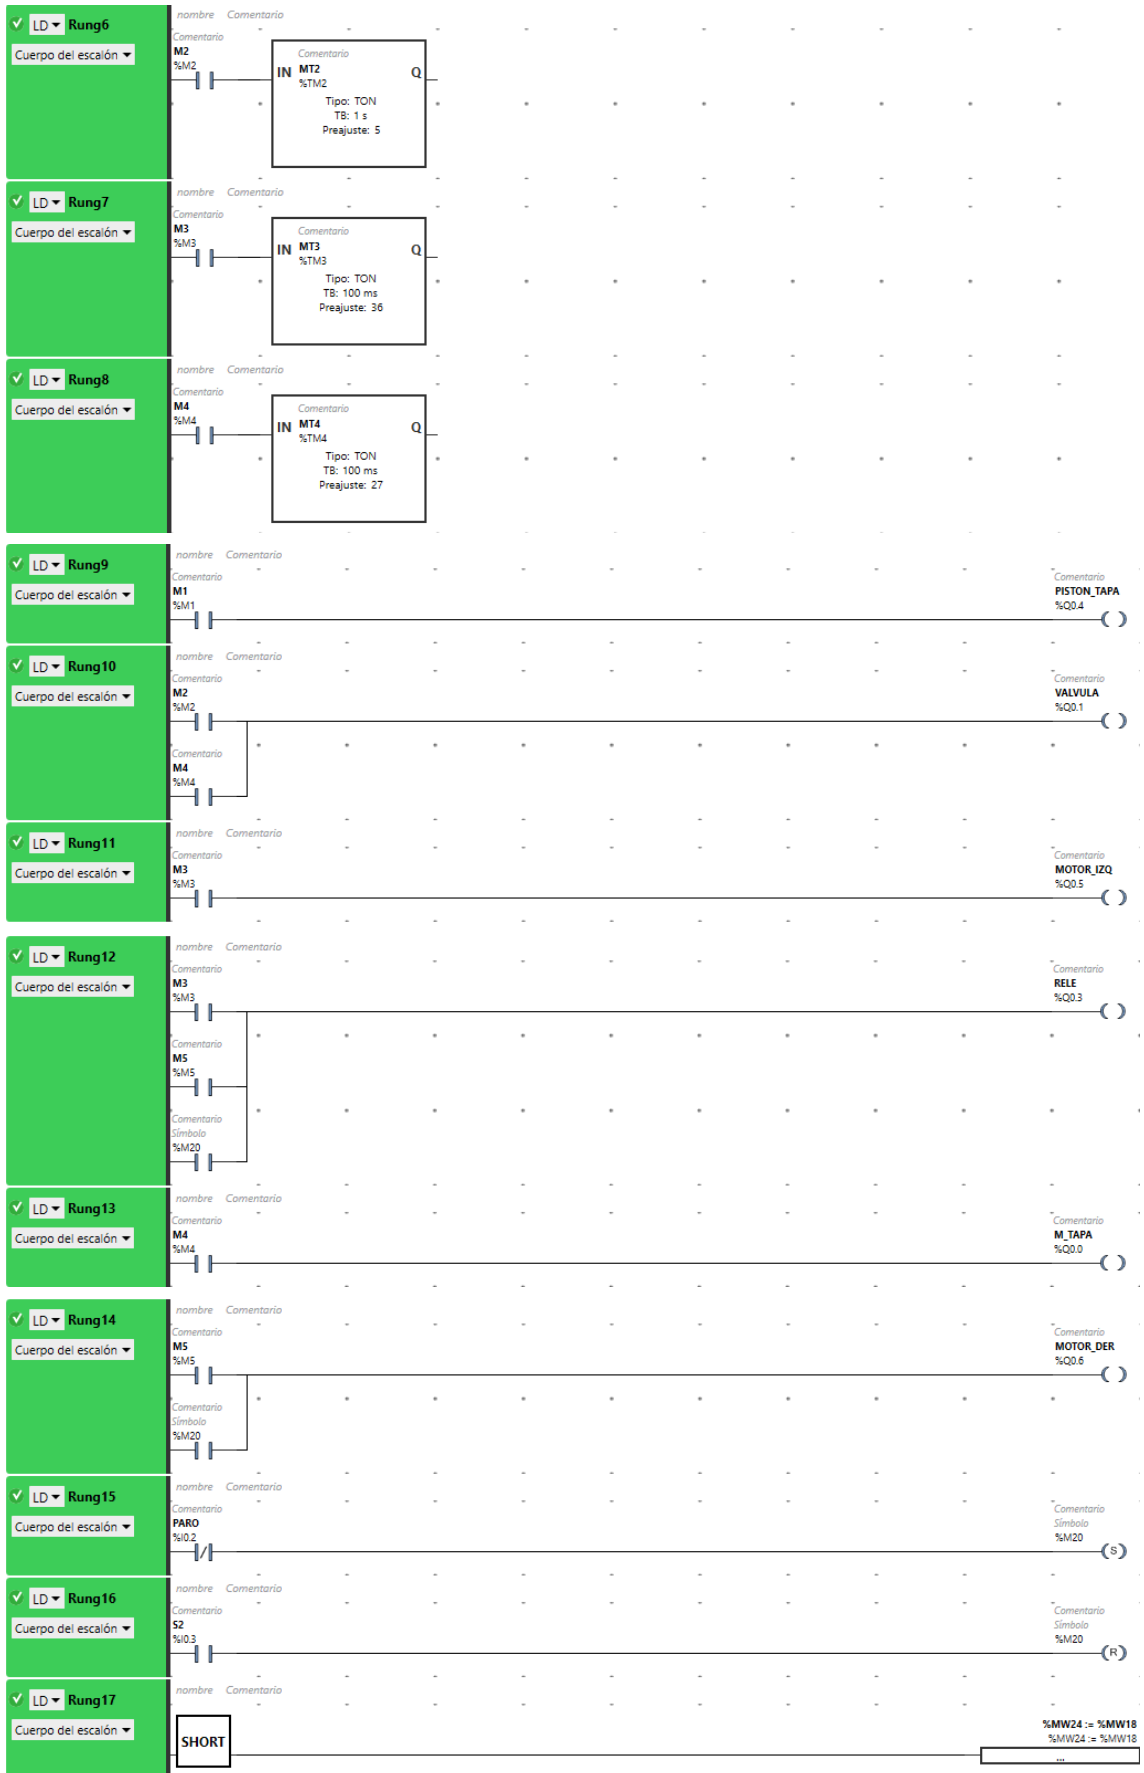 LD Rung6
Cuerpo del escalón
nombre Comentario
Comentario
M2
%M2
Comentario
IN MT2 Q
%TM2
Tipo: TON
TB: 1 s
Preajuste: 5
LD Rung7
Cuerpo del escalón
nombre Comentario
Comentario
M3
%M3
Comentario
IN MT3 Q
%TM3
Tipo: TON
TB: 100 ms
Preajuste: 36
LD Rung8
Cuerpo del escalón
nombre Comentario
Comentario
M4
%M4
Comentario
IN MT4 Q
%TM4
Tipo: TON
TB: 100 ms
Preajuste: 27
LD Rung9
Cuerpo del escalón
nombre Comentario
Comentario
M1
%M1
Comentario
PISTON_TAPA
%Q0.4
LD Rung10
Cuerpo del escalón
nombre Comentario
Comentario
M2
%M2
Comentario
VALVULA
%Q0.1
Comentario
M4
%M4
LD Rung11
Cuerpo del escalón
nombre Comentario
Comentario
M3
%M3
Comentario
MOTOR_IZQ
%Q0.5
LD Rung12
Cuerpo del escalón
nombre Comentario
Comentario
M3
%M3
Comentario
RELE
%Q0.3
Comentario
M5
%M5
Comentario
Símbolo
%M20
LD Rung13
Cuerpo del escalón
nombre Comentario
Comentario
M4
%M4
Comentario
M_TAPA
%Q0.0
LD Rung14
Cuerpo del escalón
nombre Comentario
Comentario
M5
%M5
Comentario
MOTOR_DER
%Q0.6
Comentario
Símbolo
%M20
LD Rung15
Cuerpo del escalón
nombre Comentario
Comentario
PARO
%I0.2
Comentario
Símbolo
%M20
S
LD Rung16
Cuerpo del escalón
nombre Comentario
Comentario
S2
%I0.3
Comentario
Símbolo
%M20
R
LD Rung17
Cuerpo del escalón
nombre Comentario
SHORT
%MW24 := %MW18
%MW24 := %MW18
...